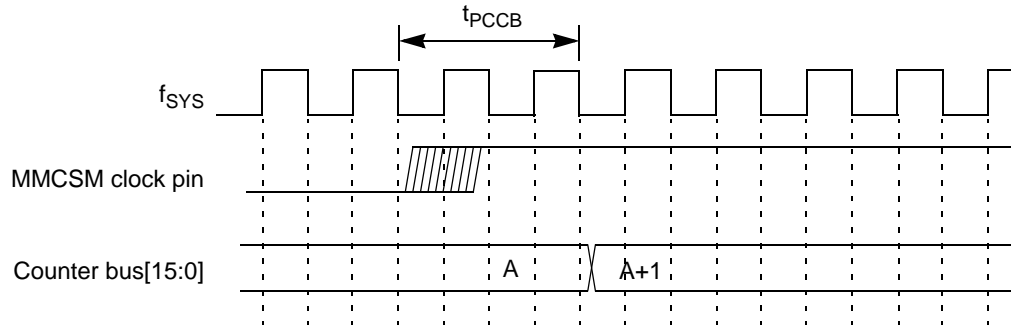 tPCCB
fSYS
MMCSM clock pin
Counter bus[15:0]
A
A+1